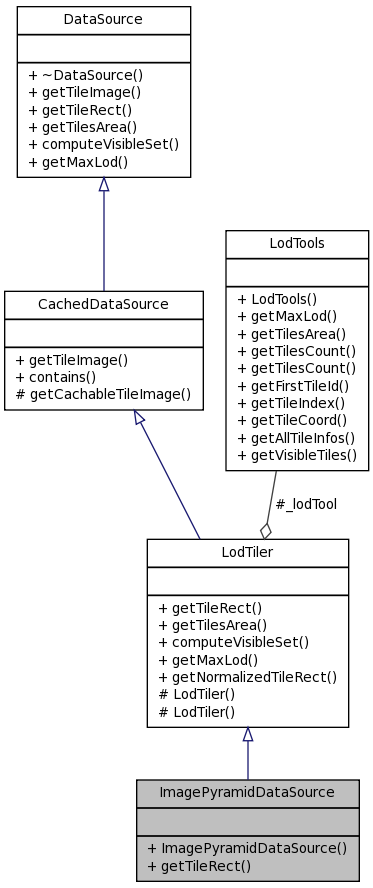 DataSource
+ ~DataSource()
+ getTileImage()
+ getTileRect()
+ getTilesArea()
+ computeVisibleSet()
+ getMaxLod()
LodTools
+ LodTools()
+ getMaxLod()
+ getTilesArea()
+ getTilesCount()
+ getTilesCount()
+ getFirstTileId()
+ getTileIndex()
+ getTileCoord()
+ getAllTileInfos()
+ getVisibleTiles()
CachedDataSource
+ getTileImage()
+ contains()
# getCachableTileImage()
#_lodTool
LodTiler
+ getTileRect()
+ getTilesArea()
+ computeVisibleSet()
+ getMaxLod()
+ getNormalizedTileRect()
# LodTiler()
# LodTiler()
ImagePyramidDataSource
+ ImagePyramidDataSource()
+ getTileRect()